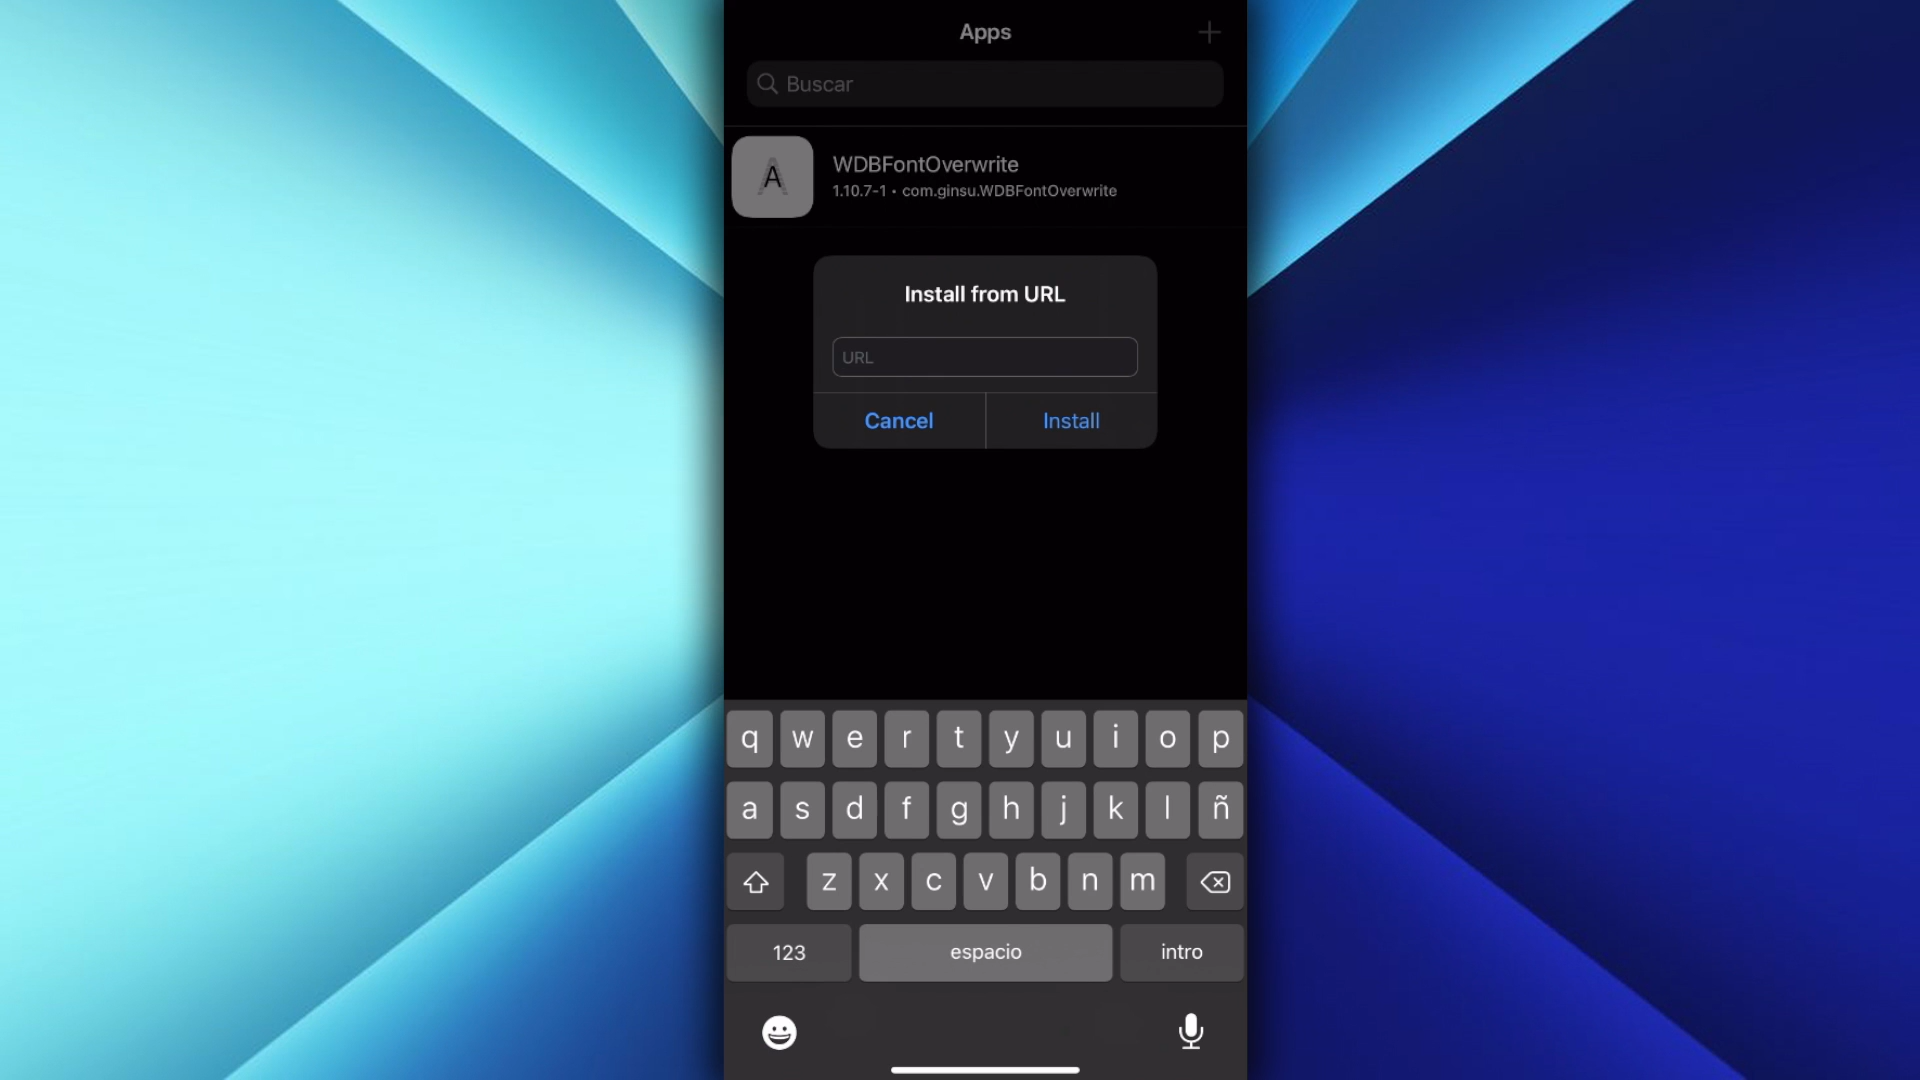 Apps
Buscar
A
WDBFontOverwrite
1.10.7-1 • com.ginsu.WDBFontOverwrite
Install from URL
URL
Cancel Install
q w e r t y u i o p
a s d f g h j k l ñ
z x c v b n m
123 espacio intro